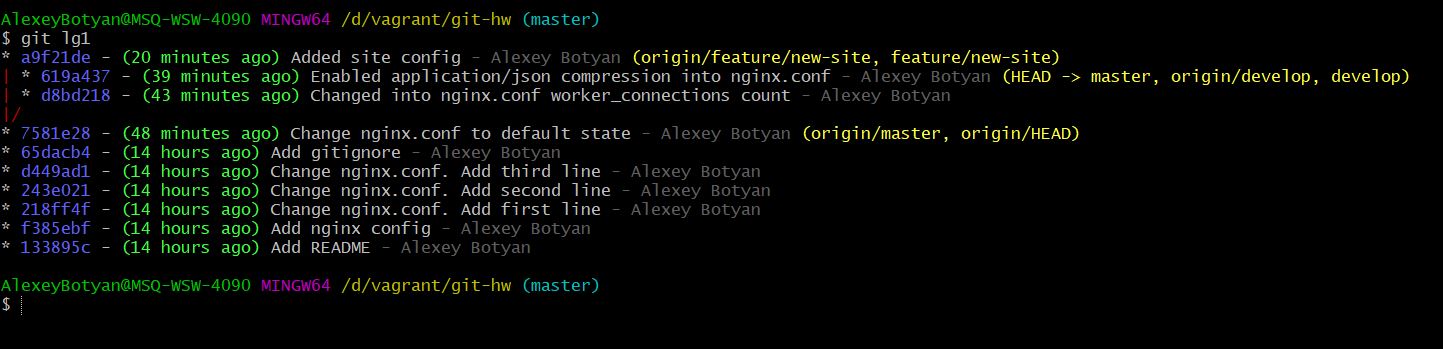 AlexeyBotyan@MSQ-WSW-4090 MINGW64 /d/vagrant/git-hw (master)
$ git lg1
* a9f21de - (20 minutes ago) Added site config - Alexey Botyan (origin/feature/new-site, feature/new-site)
| * 619a437 - (39 minutes ago) Enabled application/json compression into nginx.conf - Alexey Botyan (HEAD -> master, origin/develop, develop)
| * d8bd218 - (43 minutes ago) Changed into nginx.conf worker_connections count - Alexey Botyan
|/
* 7581e28 - (48 minutes ago) Change nginx.conf to default state - Alexey Botyan (origin/master, origin/HEAD)
* 65dacb4 - (14 hours ago) Add gitignore - Alexey Botyan
* d449ad1 - (14 hours ago) Change nginx.conf. Add third line - Alexey Botyan
* 243e021 - (14 hours ago) Change nginx.conf. Add second line - Alexey Botyan
* 218ff4f - (14 hours ago) Change nginx.conf. Add first line - Alexey Botyan
* f385ebf - (14 hours ago) Add nginx config - Alexey Botyan
* 133895c - (14 hours ago) Add README - Alexey Botyan
AlexeyBotyan@MSQ-WSW-4090 MINGW64 /d/vagrant/git-hw (master)
$